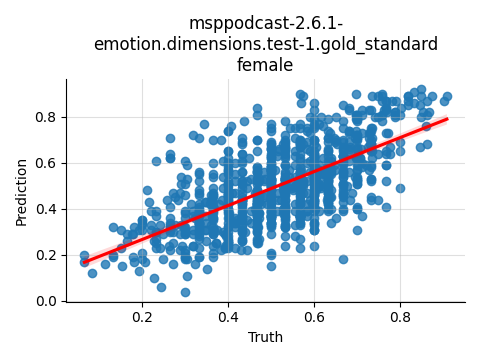 msppodcast-2.6.1-
emotion.dimensions.test-1.gold_standard
female
Prediction
0.8
0.6
0.4
0.2
0.0
0.2 0.4 0.6 0.8
Truth